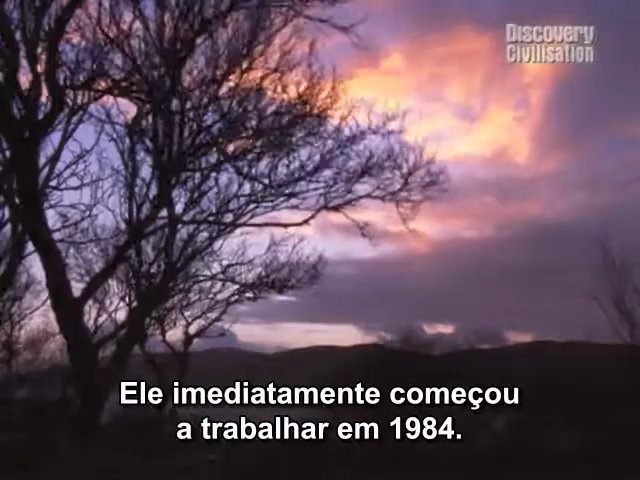 Discovery
Civilisation
Ele imediatamente começou
a trabalhar em 1984.